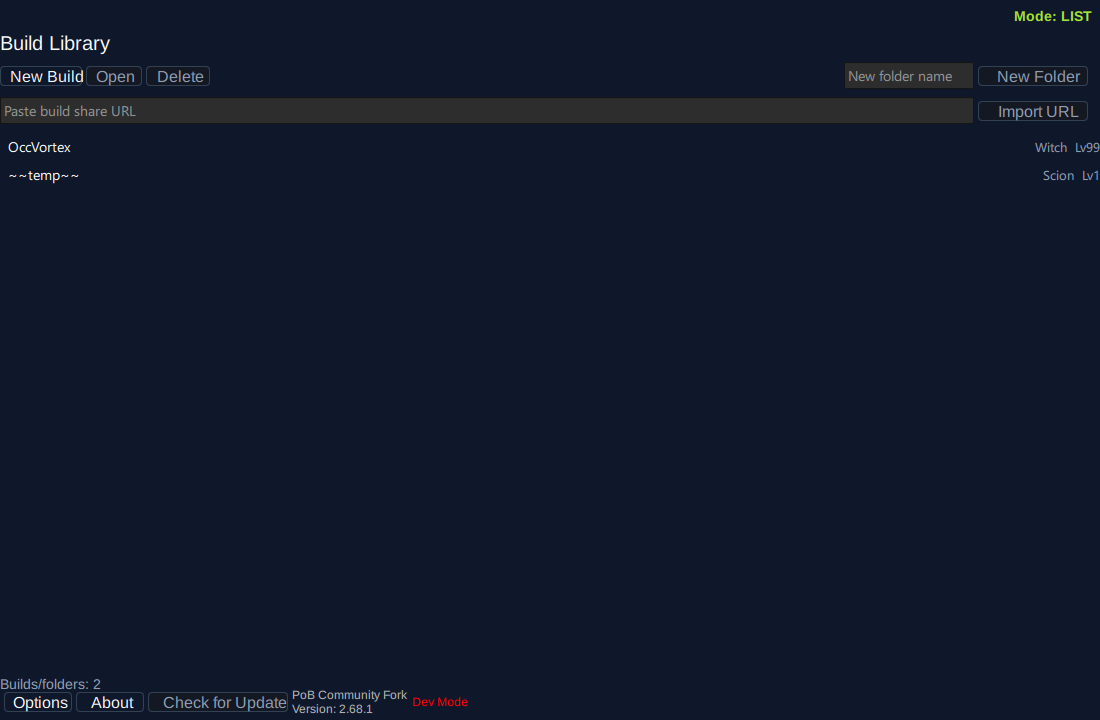 Mode: LIST
Build Library
New Build Open Delete New folder name New Folder
Paste build share URL Import URL
OccVortex Witch Lv99
~~temp~~ Scion Lv1
Builds/folders: 2
Options About Check for Update PoB Community Fork
Version: 2.68.1 Dev Mode